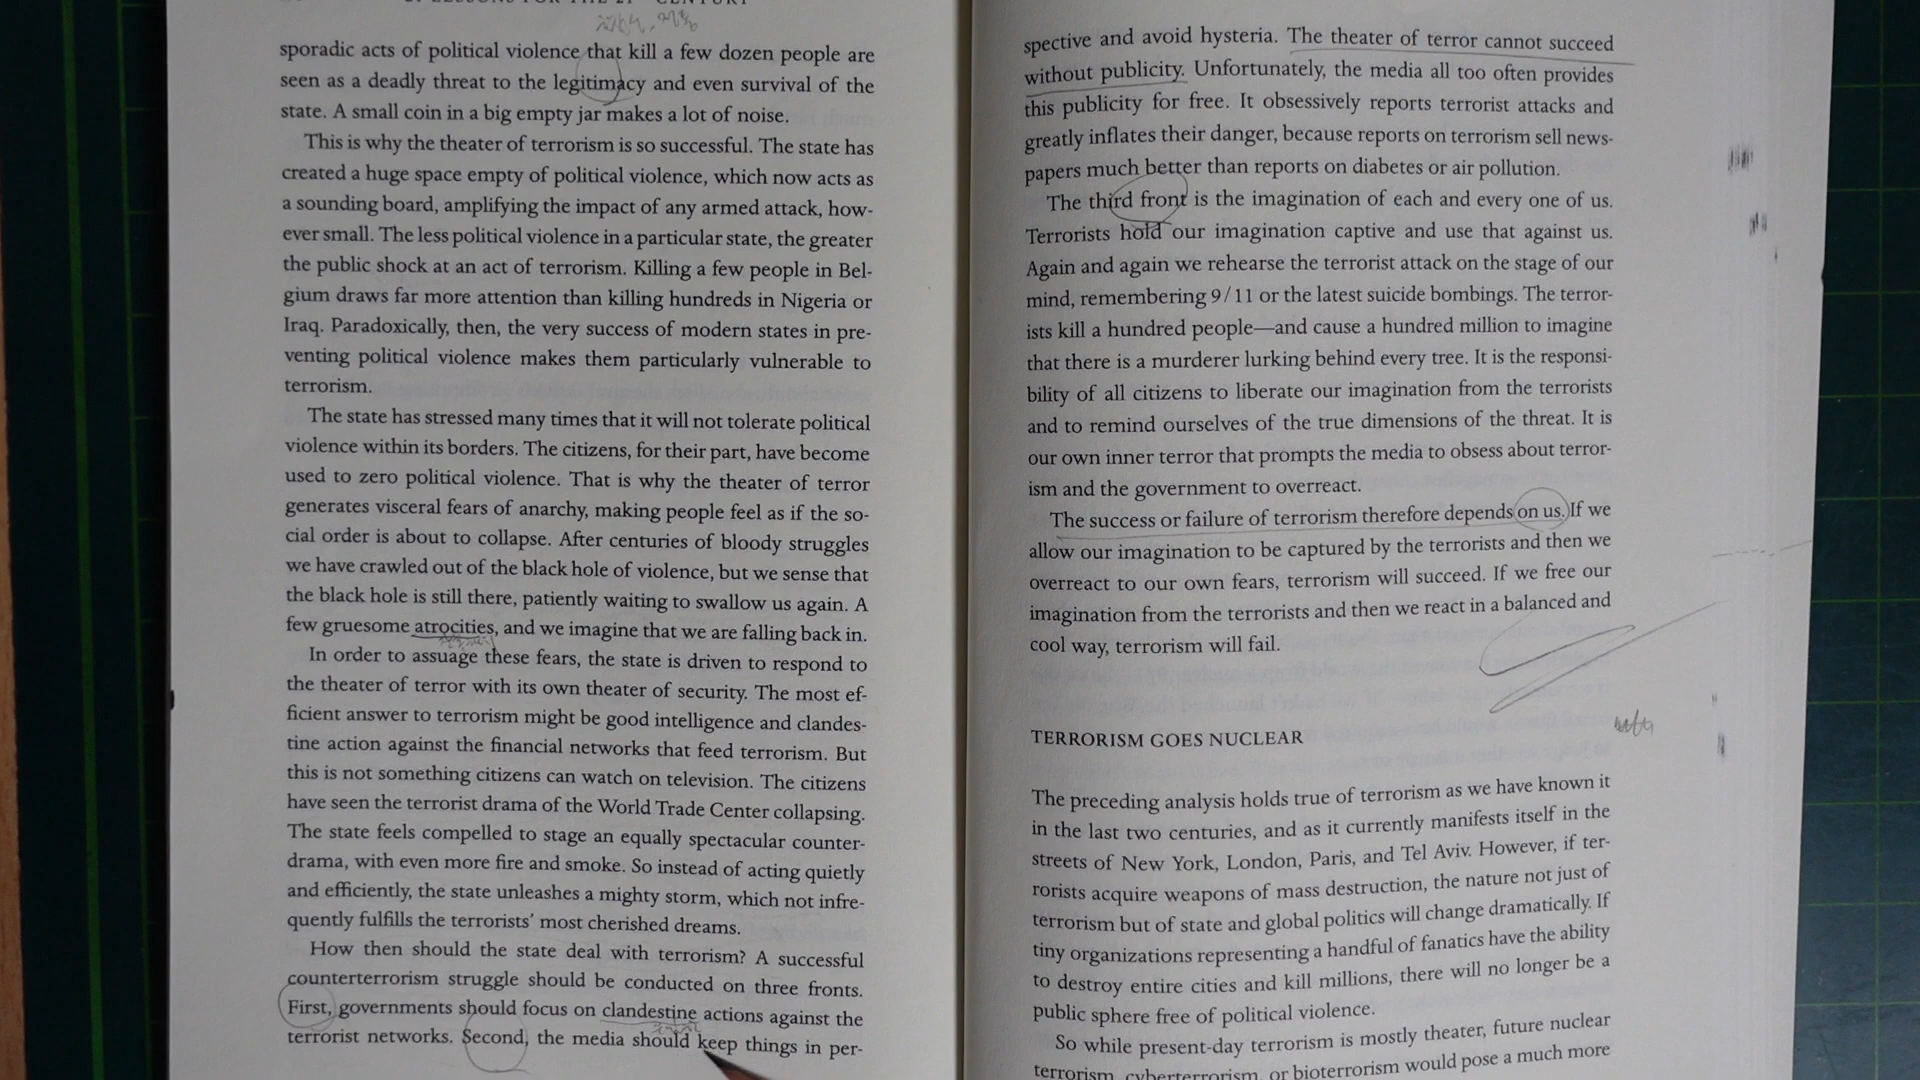 21 LESSONS FOR THE 21ST CENTURY
sporadic acts of political violence that kill a few dozen people are
seen as a deadly threat to the legitimacy and even survival of the
state. A small coin in a big empty jar makes a lot of noise.
This is why the theater of terrorism is so successful. The state has
created a huge space empty of political violence, which now acts as
a sounding board, amplifying the impact of any armed attack, how-
ever small. The less political violence in a particular state, the greater
the public shock at an act of terrorism. Killing a few people in Bel-
gium draws far more attention than killing hundreds in Nigeria or
Iraq. Paradoxically, then, the very success of modern states in pre-
venting political violence makes them particularly vulnerable to
terrorism.
The state has stressed many times that it will not tolerate political
violence within its borders. The citizens, for their part, have become
used to zero political violence. That is why the theater of terror
generates visceral fears of anarchy, making people feel as if the so-
cial order is about to collapse. After centuries of bloody struggles
we have crawled out of the black hole of violence, but we sense that
the black hole is still there, patiently waiting to swallow us again. A
few gruesome atrocities, and we imagine that we are falling back in.
In order to assuage these fears, the state is driven to respond to
the theater of terror with its own theater of security. The most ef-
ficient answer to terrorism might be good intelligence and clandes-
tine action against the financial networks that feed terrorism. But
this is not something citizens can watch on television. The citizens
have seen the terrorist drama of the World Trade Center collapsing.
The state feels compelled to stage an equally spectacular counter-
drama, with even more fire and smoke. So instead of acting quietly
and efficiently, the state unleashes a mighty storm, which not infre-
quently fulfills the terrorists' most cherished dreams.
How then should the state deal with terrorism? A successful
counterterrorism struggle should be conducted on three fronts.
First, governments should focus on clandestine actions against the
terrorist networks. Second, the media should keep things in per-
spective and avoid hysteria. The theater of terror cannot succeed
without publicity. Unfortunately, the media all too often provides
this publicity for free. It obsessively reports terrorist attacks and
greatly inflates their danger, because reports on terrorism sell news-
papers much better than reports on diabetes or air pollution.
The third front is the imagination of each and every one of us.
Terrorists hold our imagination captive and use that against us.
Again and again we rehearse the terrorist attack on the stage of our
mind, remembering 9/11 or the latest suicide bombings. The terror-
ists kill a hundred people—and cause a hundred million to imagine
that there is a murderer lurking behind every tree. It is the responsi-
bility of all citizens to liberate our imagination from the terrorists
and to remind ourselves of the true dimensions of the threat. It is
our own inner terror that prompts the media to obsess about terror-
ism and the government to overreact.
The success or failure of terrorism therefore depends on us. If we
allow our imagination to be captured by the terrorists and then we
overreact to our own fears, terrorism will succeed. If we free our
imagination from the terrorists and then we react in a balanced and
cool way, terrorism will fail.
TERRORISM GOES NUCLEAR
The preceding analysis holds true of terrorism as we have known it
in the last two centuries, and as it currently manifests itself in the
streets of New York, London, Paris, and Tel Aviv. However, if ter-
rorists acquire weapons of mass destruction, the nature not just of
terrorism but of state and global politics will change dramatically. If
tiny organizations representing a handful of fanatics have the ability
to destroy entire cities and kill millions, there will no longer be a
public sphere free of political violence.
So while present-day terrorism is mostly theater, future nuclear
terrorism, cyberterrorism, or bioterrorism would pose a much more